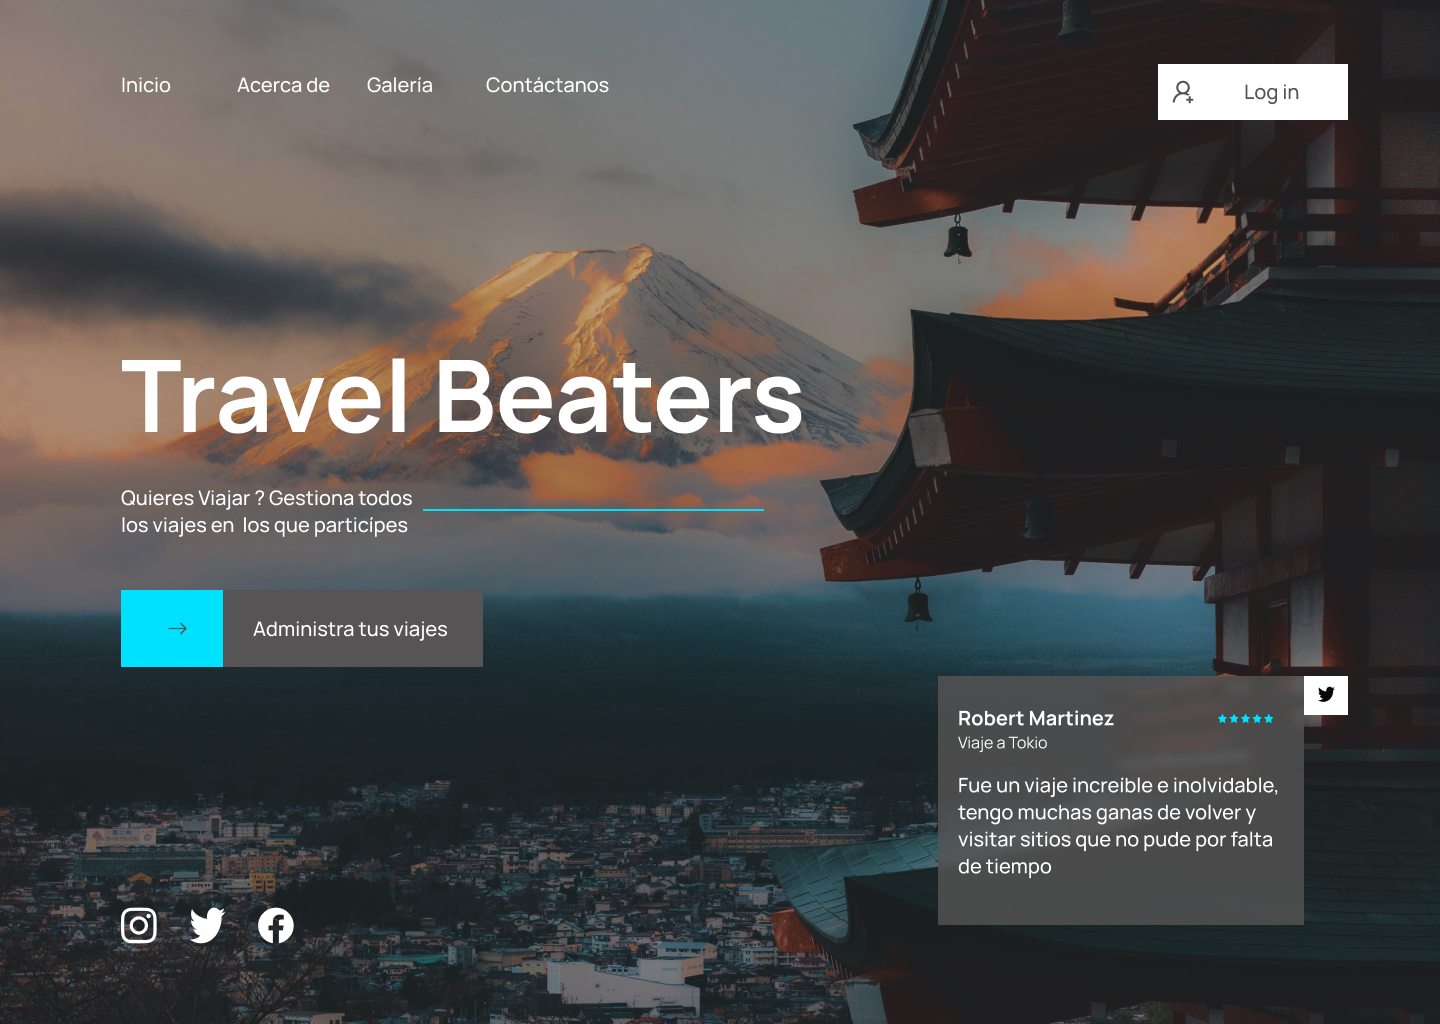 Inicio Acerca de Galería Contáctanos
Log in
Travel Beaters
Quieres Viajar ? Gestiona todos
los viajes en  los que participes
Administra tus viajes
Robert Martinez
Viaje a Tokio
Fue un viaje increíble e inolvidable,
tengo muchas ganas de volver y
visitar sitios que no pude por falta
de tiempo